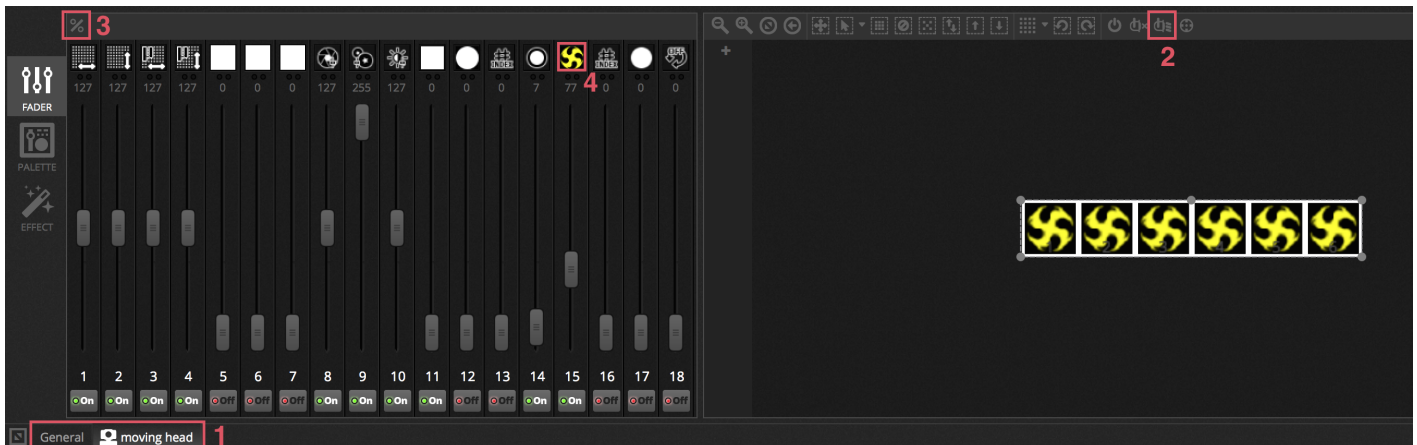 3
2
INDEX
INDEX
OFF
4
127 127 127 127 0 0 0 127 255 127 0 0 0 7 77 0 0 0
FADER
PALETTE
EFFECT
1 2 3 4 5 6 7 8 9 10 11 12 13 14 15 16 17 18
On On On On Off Off Off On On On On Off Off On On Off Off Off
General moving head 1